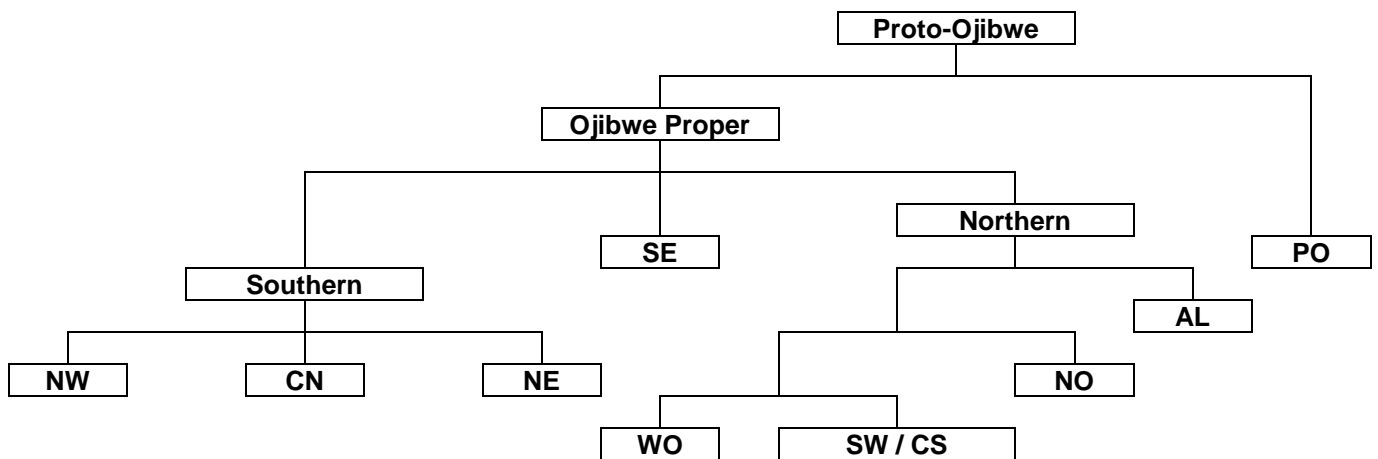 Proto-Ojibwe
Ojibwe Proper
Northern
SE
PO
Southern
AL
NW
CN
NE
NO
WO
SW / CS